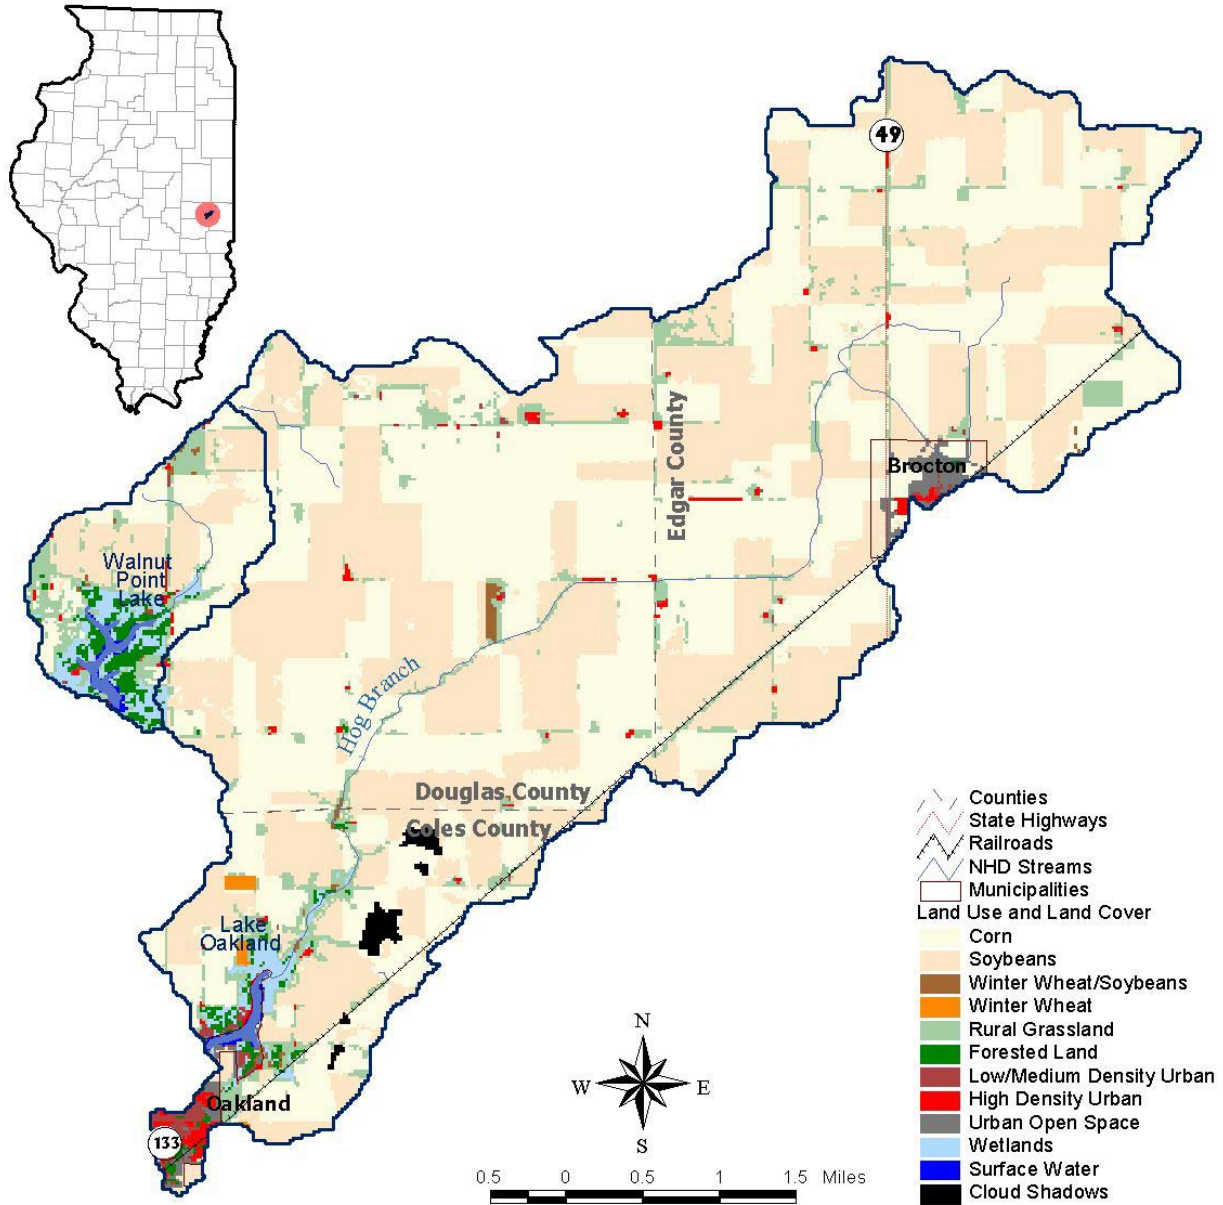 49
Edgar County
Brocton
Walnut
Point
Lake
Hog Branch
Douglas County
Coles County
Lake
Oakland
Oakland
133
N
W
E
S
0.5 0 0.5 1 1.5 Miles
Counties
State Highways
Railroads
NHD Streams
Municipalities
Land Use and Land Cover
Corn
Soybeans
Winter Wheat/Soybeans
Winter Wheat
Rural Grassland
Forested Land
Low/Medium Density Urban
High Density Urban
Urban Open Space
Wetlands
Surface Water
Cloud Shadows